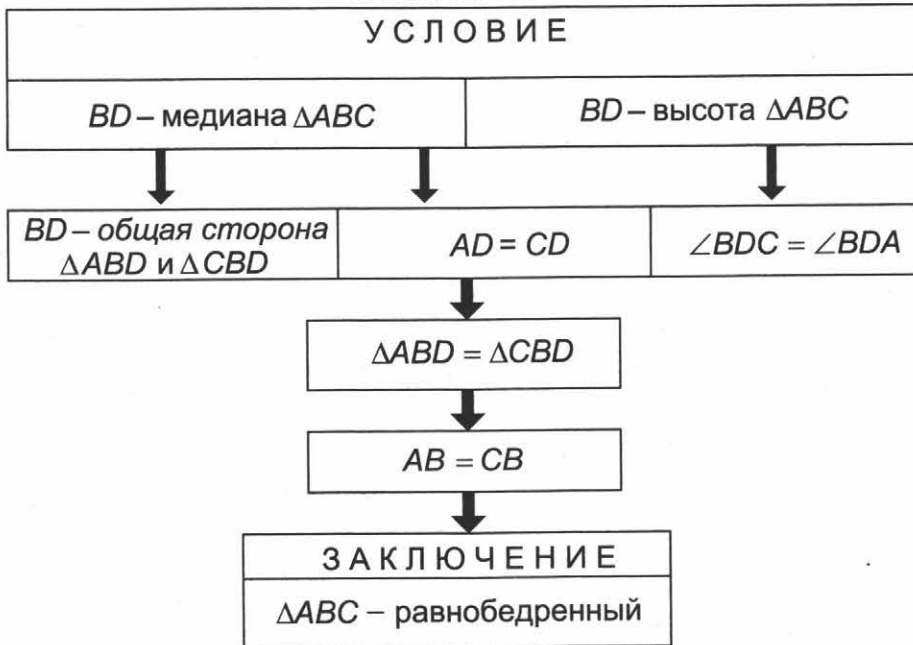 УСЛОВИЕ
BD – медиана ΔABC
BD – высота ΔABC
BD – общая сторона
ΔABD и ΔCBD
AD = CD
∠BDC = ∠BDA
ΔABD = ΔCBD
AB = CB
ЗАКЛЮЧЕНИЕ
ΔABC – равнобедренный